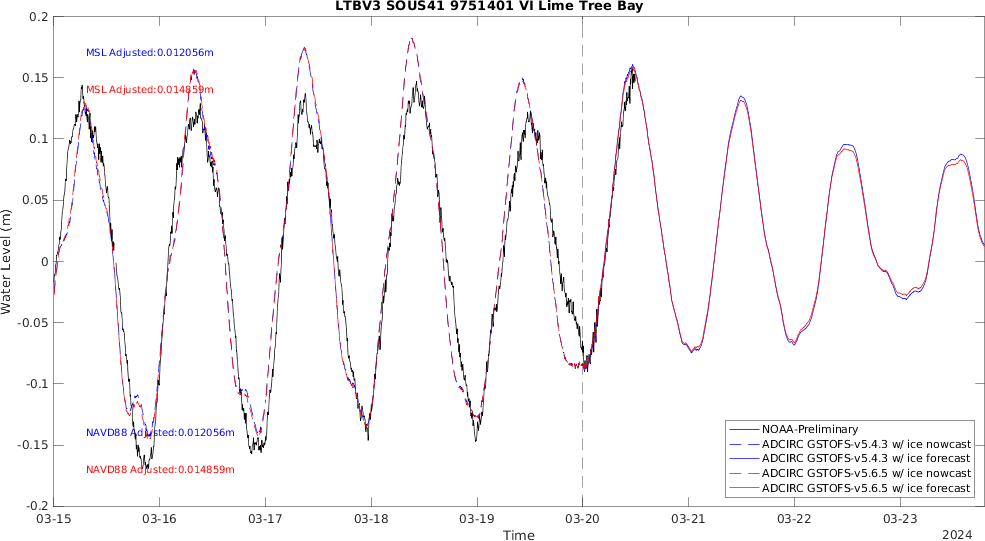 LTBV3 SOUS41 9751401 VI Lime Tree Bay
0.2
MSL Adjusted:0.012056m
0.15
MSL Adjusted:0.014859m
0.1
0.05
Water Level (m)
0
-0.05
-0.1
NAVD88 Adjusted:0.012056m
-0.15
NAVD88 Adjusted:0.014859m
-0.2
NOAA-Preliminary
ADCIRC GSTOFS-v5.4.3 w/ ice nowcast
ADCIRC GSTOFS-v5.4.3 w/ ice forecast
ADCIRC GSTOFS-v5.6.5 w/ ice nowcast
ADCIRC GSTOFS-v5.6.5 w/ ice forecast
03-15 03-16 03-17 03-18 03-19 03-20 03-21 03-22 03-23
Time
2024